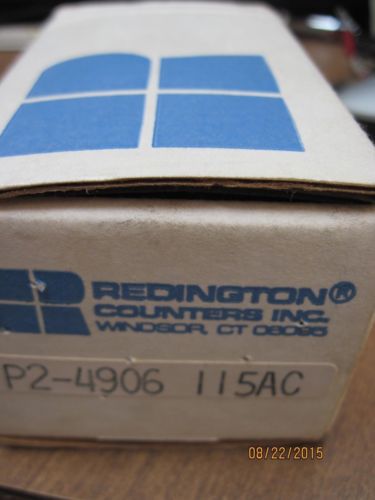 REDINGTON®
COUNTERS INC.
WINDSOR, CT 06095
P2-4906 115AC
08/22/2015